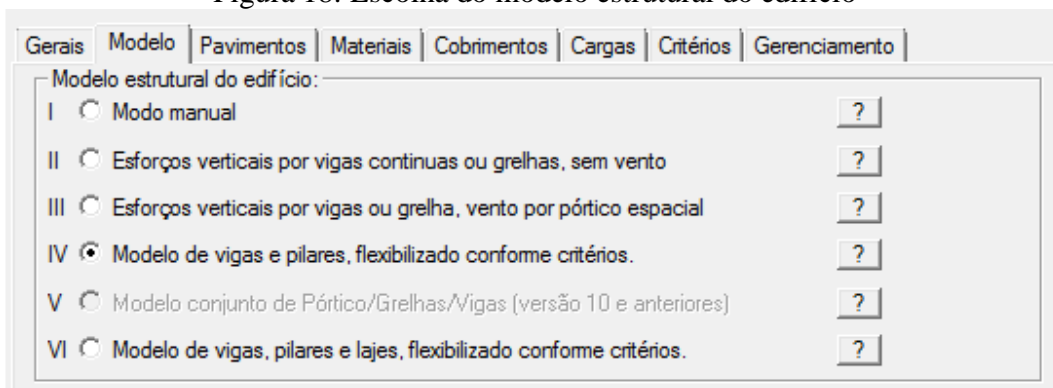 Figura 18: Escolha do modelo estrutural do edifício
Gerais Modelo Pavimentos Materiais Cobrimentos Cargas Critérios Gerenciamento
Modelo estrutural do edifício:
I Modo manual ?
II Esforços verticais por vigas continuas ou grelhas, sem vento ?
III Esforços verticais por vigas ou grelha, vento por pórtico espacial ?
IV Modelo de vigas e pilares, flexibilizado conforme critérios. ?
V Modelo conjunto de Pórtico/Grelhas/Vigas (versão 10 e anteriores) ?
VI Modelo de vigas, pilares e lajes, flexibilizado conforme critérios. ?